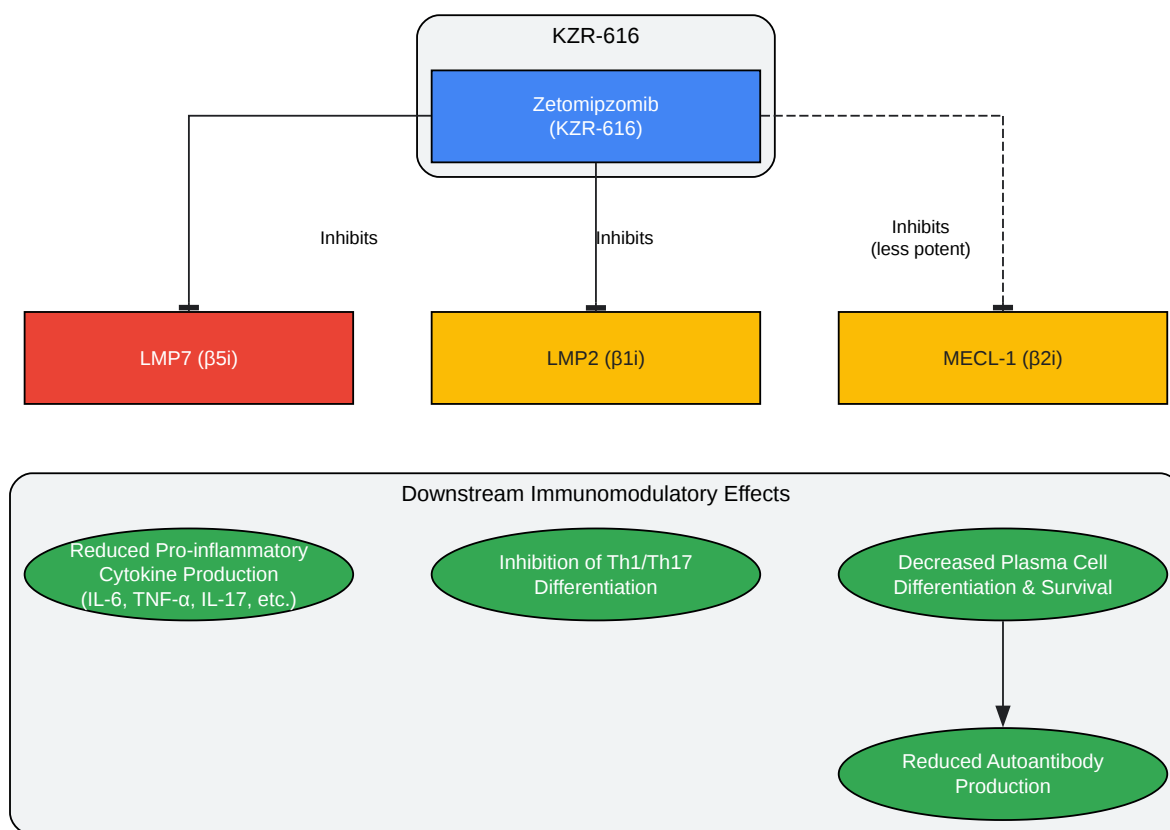 KZR-616
Zetomipzomib
(KZR-616)
Inhibits
Inhibits
Inhibits
(less potent)
LMP7 (β5i)
LMP2 (β1i)
MECL-1 (β2i)
Downstream Immunomodulatory Effects
Reduced Pro-inflammatory
Cytokine Production
(IL-6, TNF-α, IL-17, etc.)
Inhibition of Th1/Th17
Differentiation
Decreased Plasma Cell
Differentiation & Survival
Reduced Autoantibody
Production